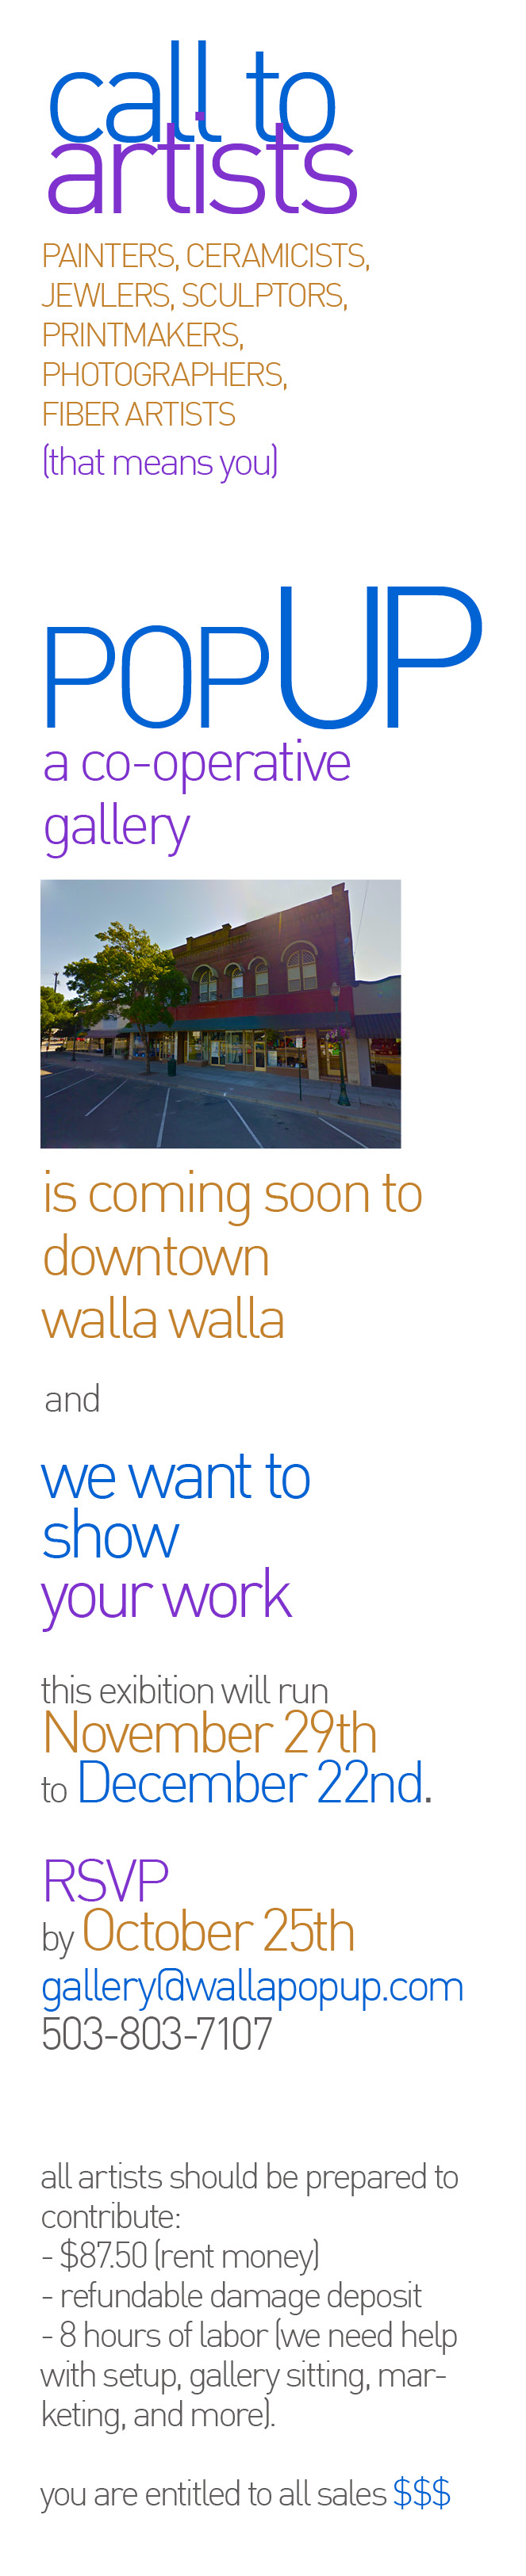 call to
artists
PAINTERS, CERAMICISTS,
JEWLERS, SCULPTORS,
PRINTMAKERS,
PHOTOGRAPHERS,
FIBER ARTISTS
(that means you)
POPUP
a co-operative
gallery
is coming soon to
downtown
walla walla
and
we want to
show
your work
this exibition will run
November 29th
to December 22nd.
RSVP
by October 25th
gallery@wallapopup.com
503-803-7107
all artists should be prepared to
contribute:
- $87.50 (rent money)
- refundable damage deposit
- 8 hours of labor (we need help
with setup, gallery sitting, mar-
keting, and more).
you are entitled to all sales $$$